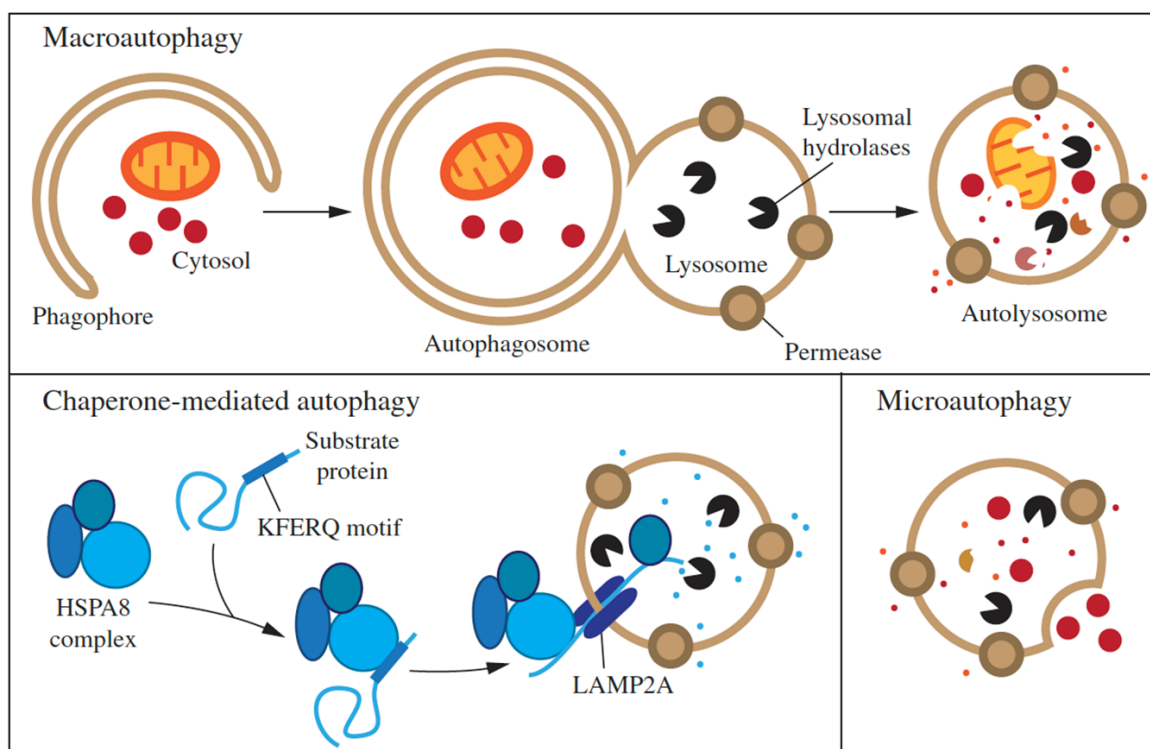 Macroautophagy
Lysosomal
hydrolases
Cytosol
Lysosome
Phagophore
Autophagosome
Autolysosome
Permease
Chaperone-mediated autophagy
Substrate
protein
KFERQ motif
HSPA8
complex
LAMP2A
Microautophagy